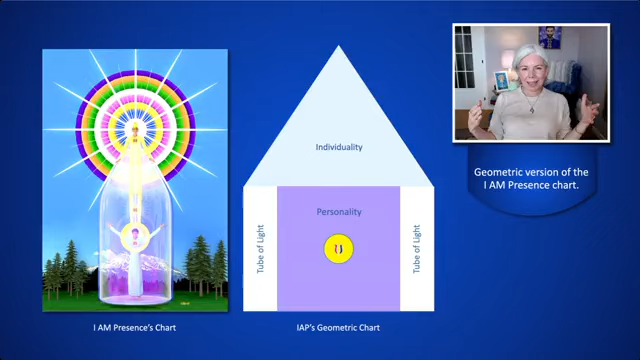 Individuality
Personality
Tube of Light
Tube of Light
I AM Presence's Chart
IAP's Geometric Chart
Geometric version of the
I AM Presence chart.